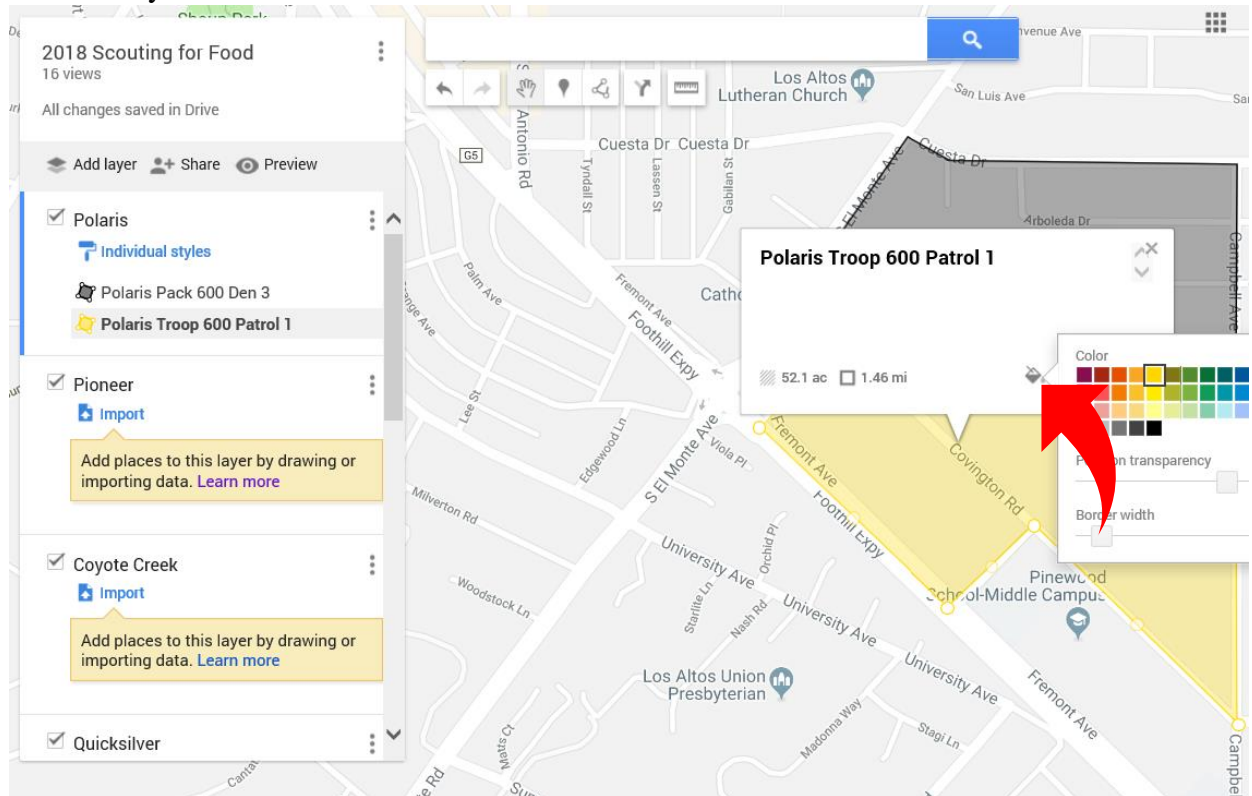 2018 Scouting for Food
16 views
All changes saved in Drive
Add layer
Share
Preview
Polaris
Individual styles
Polaris Pack 600 Den 3
Polaris Troop 600 Patrol 1
Pioneer
Import
Add places to this layer by drawing or
importing data. Learn more
Coyote Creek
Import
Add places to this layer by drawing or
importing data. Learn more
Quicksilver
Los Altos
Lutheran Church
San Luis Ave
Cuesta Dr
Cuesta Dr
Cuesta Dr
G5
Antonio Rd
Tyndall St
Lassen St
Gabilan St
El Monte Ave
Arboleda Dr
Campbell Ave
Polaris Troop 600 Patrol 1
52.1 ac
1.46 mi
Color
Border width
transparency
Palm Ave
Fremont Ave
Foothill Expy
Lee St
Edgewood Ln
S El Monte Ave
Viola Pl
Fremont Ave
Foothill Expy
Covington Rd
Milverton Rd
Woodstock Ln
University Ave
Orchid Pl
Starlite Ln
Nash Rd
University Ave
University Ave
Pinewood
School-Middle Campus
Los Altos Union
Presbyterian
Madonna Way
Stagi Ln
Fremont Ave
Matts Ct